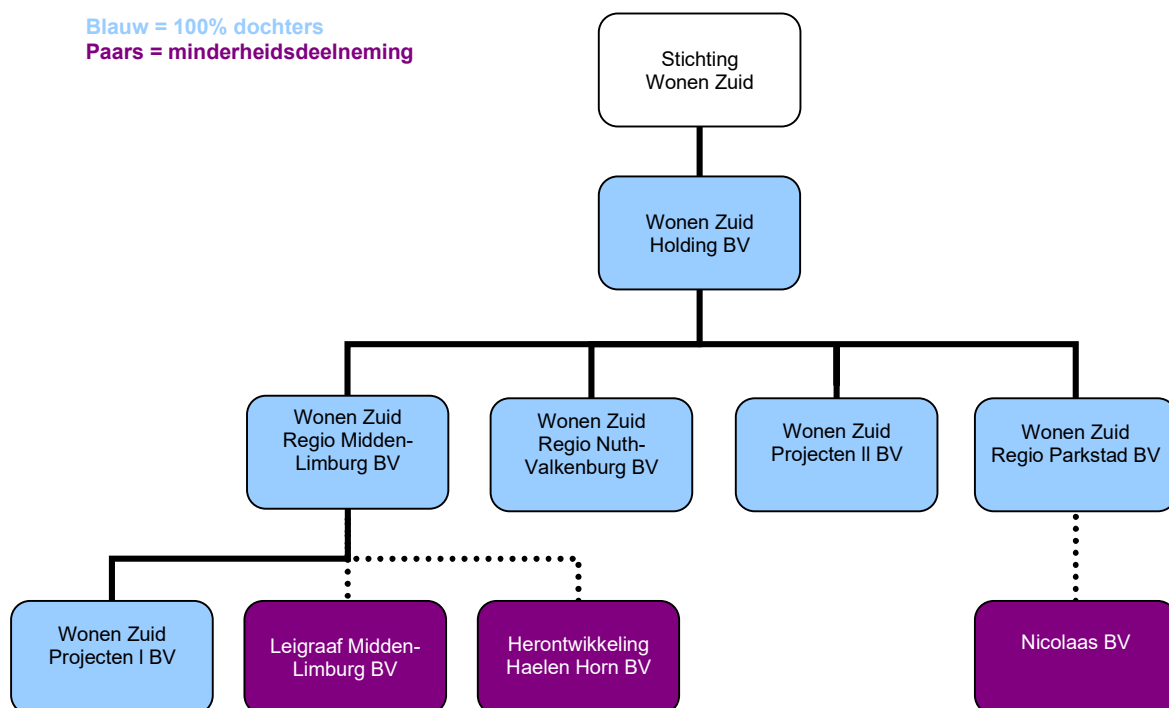 Blauw = 100% dochters
Paars = minderheidsdeelneming
Stichting
Wonen Zuid
Wonen Zuid
Holding BV
Wonen Zuid
Regio Midden-
Limburg BV
Wonen Zuid
Regio Nuth-
Valkenburg BV
Wonen Zuid
Projecten II BV
Wonen Zuid
Regio Parkstad BV
Wonen Zuid
Projecten I BV
Leigraaf Midden-
Limburg BV
Herontwikkeling
Haelen Horn BV
Nicolaas BV